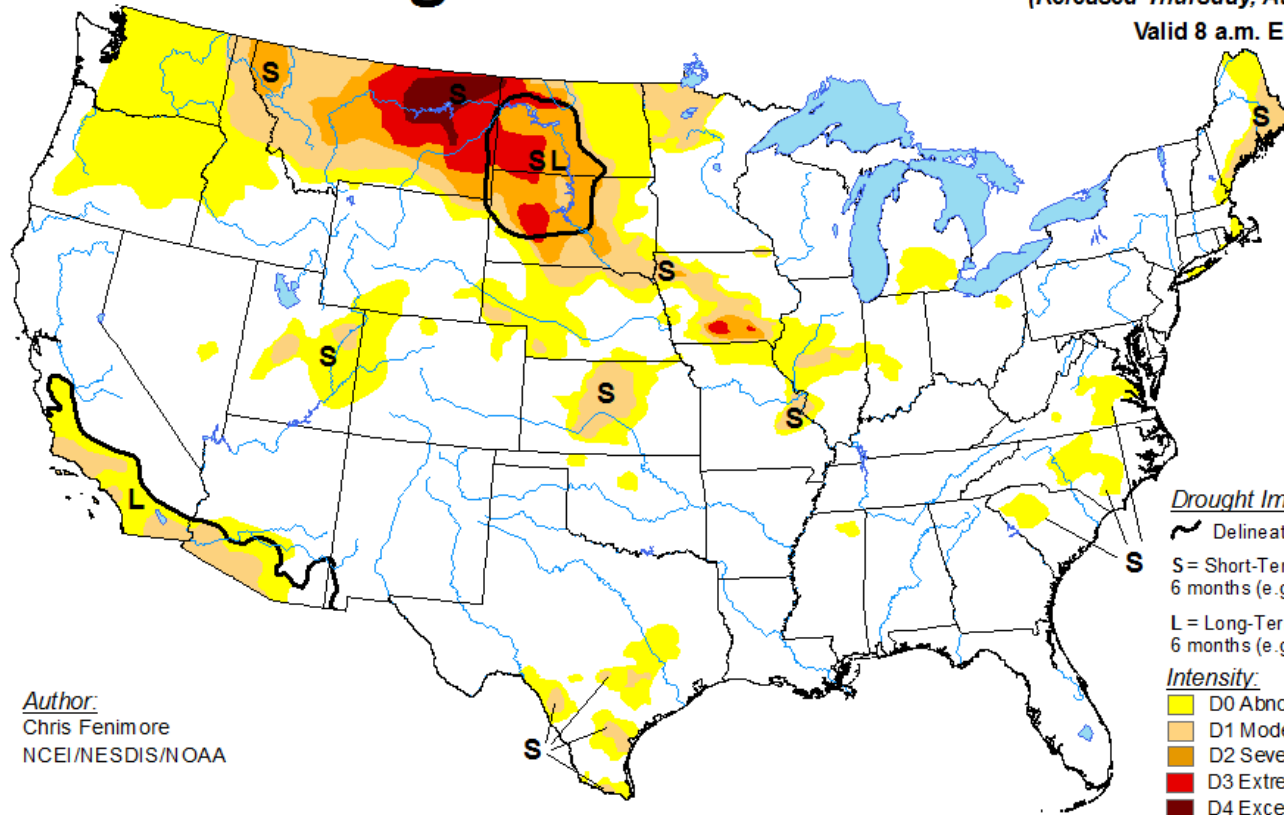 Valid 8 a.m. E
S
S
S
S L
S
S
S
S
L
S
S
Author:
Chris Fenimore
NCEI/NESDIS/NOAA
Drought Im
Delineat
S = Short-Ter
6 months (e.g
L = Long-Ter
6 months (e.g
Intensity:
D0 Abno
D1 Mode
D2 Seve
D3 Extre
D4 Exce